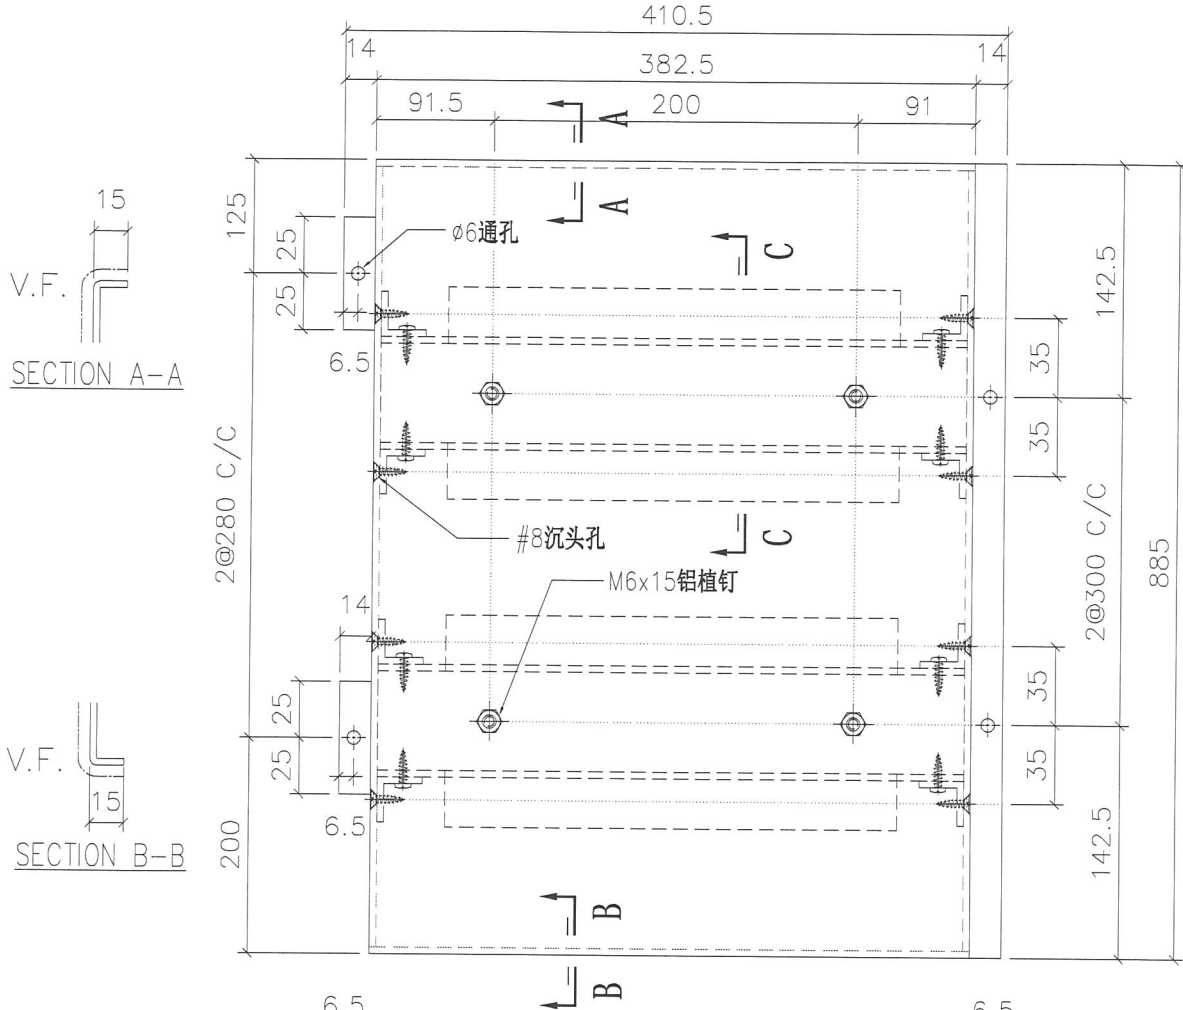 410.5
14
382.5
14
91.5
200
91
A
A
125
15
25
ø6通孔
C
V.F.
25
142.5
6.5
35
SECTION A-A
35
2@280 C/C
#8沉头孔
C
M6x15铝植钉
2@300 C/C
885
14
25
35
V.F.
25
35
15
6.5
200
142.5
SECTION B-B
B
B
6.5
6.5